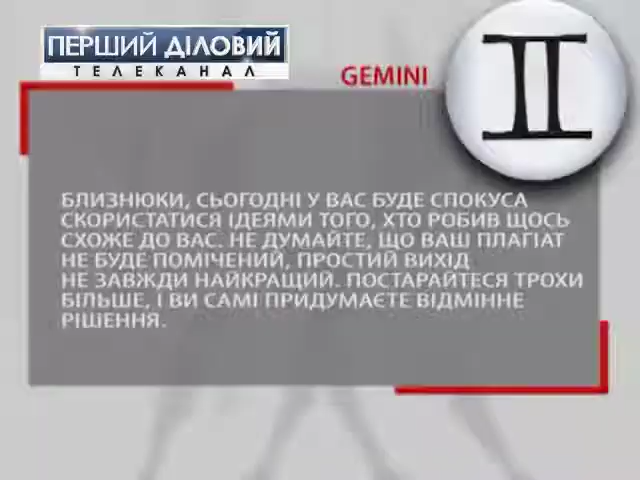 ПЕРШИЙ ДІЛОВИЙ
ТЕЛЕКАНАЛ
GEMINI
БЛИЗНЮКИ, СЬОГОДНІ У ВАС БУДЕ СПОКУСА
СКОРИСТАТИСЯ ІДЕЯМИ ТОГО, ХТО РОБИВ ЩОСЬ
СХОЖЕ ДО ВАС. НЕ ДУМАЙТЕ, ЩО ВАШ ПЛАГІАТ
НЕ БУДЕ ПОМІЧЕНИЙ, ПРОСТИЙ ВИХІД
НЕ ЗАВЖДИ НАЙКРАЩИЙ. ПОСТАРАЙТЕСЯ ТРОХИ
БІЛЬШЕ, І ВИ САМІ ПРИДУМАЄТЕ ВІДМІННЕ
РІШЕННЯ.